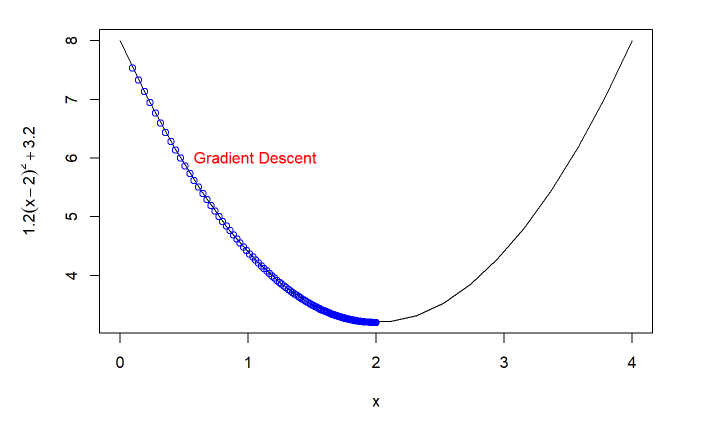 8
7
6
5
4
1.2(x − 2)² + 3.2
Gradient Descent
0 1 2 3 4
x